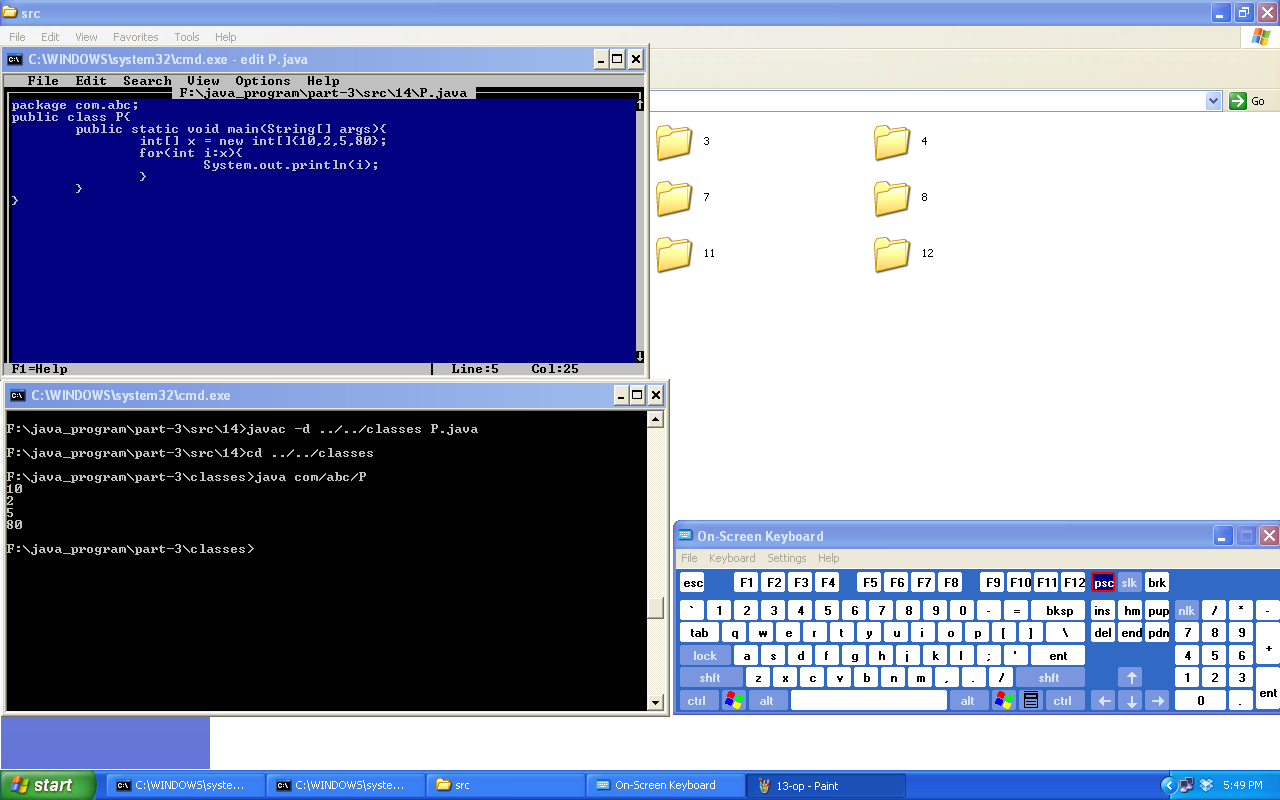 src
File Edit View Favorites Tools Help
C:\WINDOWS\system32\cmd.exe - edit P.java
File Edit Search View Options Help
F:\java_program\part-3\src\14\P.java
package com.abc;
public class P{
public static void main(String[] args){
int[] x = new int[]{10,2,5,80};
for(int i:x){
System.out.println(i);
}
}
}
F1=Help Line:5 Col:25
Go
3 4
7 8
11 12
C:\WINDOWS\system32\cmd.exe
F:\java_program\part-3\src\14>javac -d ../../classes P.java
F:\java_program\part-3\src\14>cd ../../classes
F:\java_program\part-3\classes>java com/abc/P
10
2
5
80
F:\java_program\part-3\classes>
On-Screen Keyboard
File Keyboard Settings Help
esc F1 F2 F3 F4 F5 F6 F7 F8 F9 F10 F11 F12 psc slk brk
` 1 2 3 4 5 6 7 8 9 0 - = bksp ins hm pup nlk / * -
tab q w e r t y u i o p [ ] \ del end pdn 7 8 9 +
lock a s d f g h j k l ; ' ent 4 5 6
shft z x c v b n m , . / shft ↑ 1 2 3 ent
ctrl alt alt ctrl ← ↓ → 0 .
start C:\WINDOWS\syste... C:\WINDOWS\syste... src On-Screen Keyboard 13-op - Paint 5:49 PM